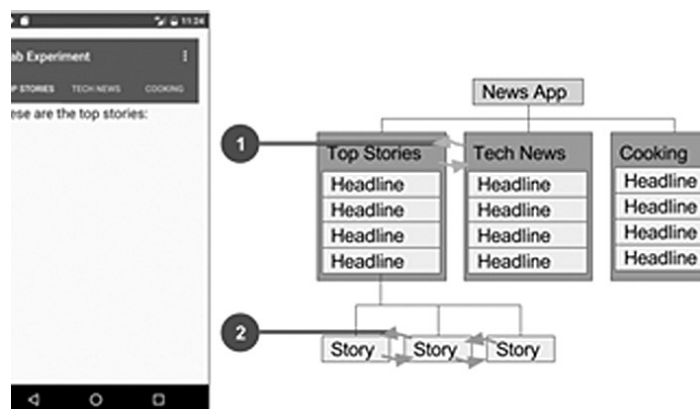 11:24
ab Experiment
OP STORIES TECH NEWS COOKING
ese are the top stories:
News App
1
Top Stories
Headline
Headline
Headline
Headline
Tech News
Headline
Headline
Headline
Headline
Cooking
Headline
Headline
Headline
Headline
2
Story
Story
Story